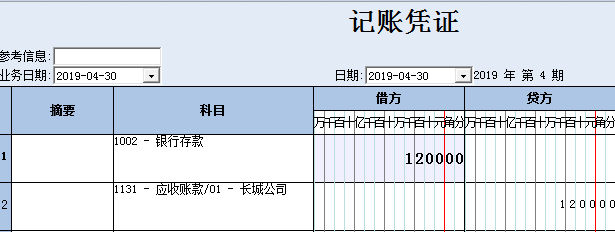 记账凭证
参考信息:
业务日期: 2019-04-30 日期: 2019-04-30 2019 年 第 4 期
摘要 科目 借方 贷方
万千百十亿千百十万千百十元角分 万千百十亿千百十万千百十元角分
1 1002 - 银行存款 120000
2 1131 - 应收账款/01 - 长城公司 120000